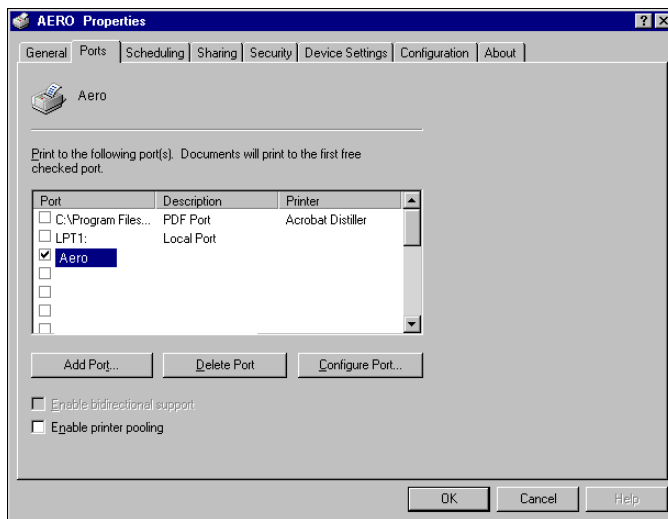 AERO Properties
General Ports Scheduling Sharing Security Device Settings Configuration About
Aero
Print to the following port(s). Documents will print to the first free
checked port.
Port Description Printer
C:\Program Files... PDF Port Acrobat Distiller
LPT1: Local Port
Aero
Add Port... Delete Port Configure Port...
Enable bidirectional support
Enable printer pooling
OK Cancel Help